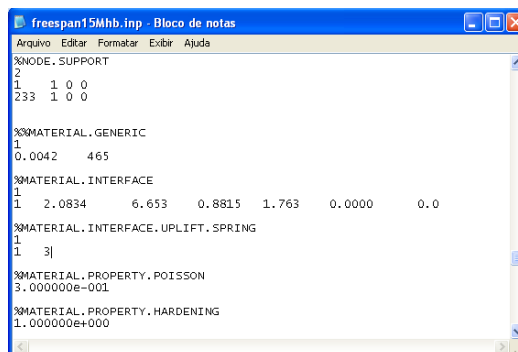 freespan15Mhb.inp - Bloco de notas
Arquivo Editar Formatar Exibir Ajuda
%NODE.SUPPORT
2
1 1 0 0
233 1 0 0
%%MATERIAL.GENERIC
1
0.0042 465
%MATERIAL.INTERFACE
1
1 2.0834 6.653 0.8815 1.763 0.0000 0.0
%MATERIAL.INTERFACE.UPLIFT.SPRING
1
1 3
%MATERIAL.PROPERTY.POISSON
3.000000e-001
%MATERIAL.PROPERTY.HARDENING
1.000000e+000